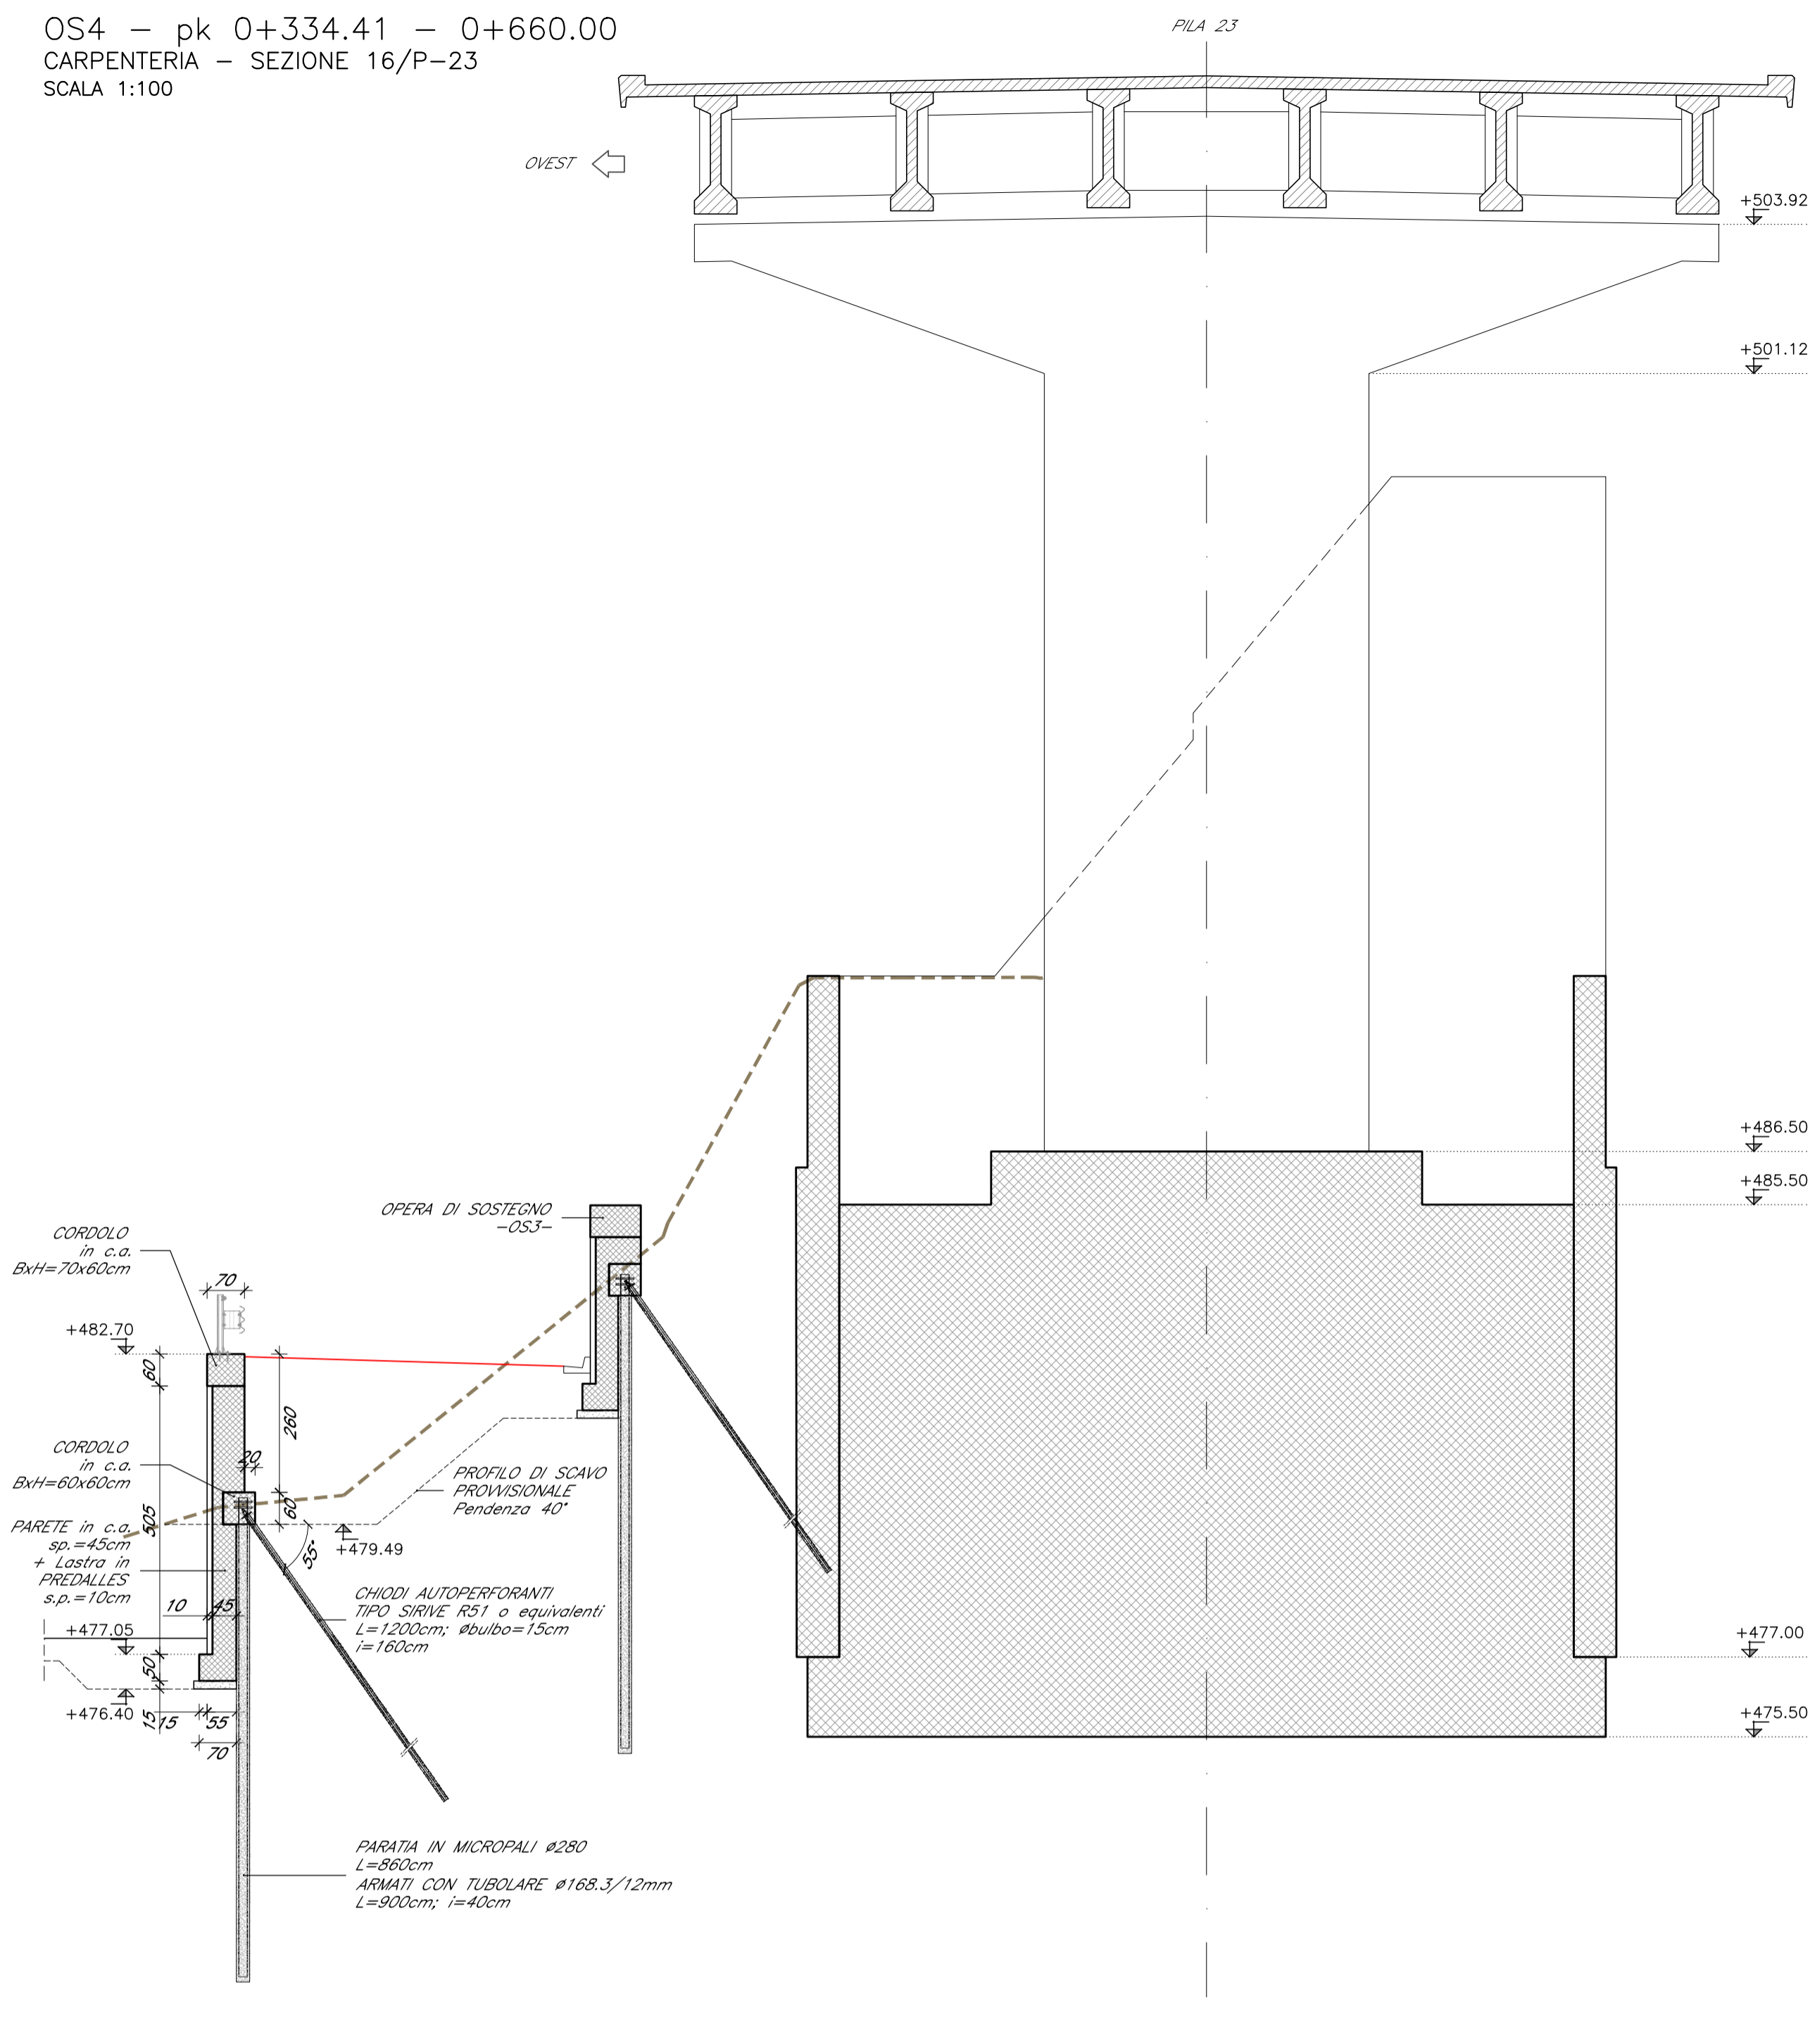 OS4 – pk 0+334.41 – 0+660.00
CARPENTERIA – SEZIONE 16/P–23
SCALA 1:100
PILA 23
OVEST
+503.92
+501.12
+486.50
+485.50
+477.00
+475.50
OPERA DI SOSTEGNO
–OS3–
CORDOLO
in c.a.
BxH=70x60cm
70
+482.70
60
260
20
CORDOLO
in c.a.
BxH=60x60cm
60
505
PARETE in c.a.
sp.=45cm
+ Lastra in
PREDALLES
s.p.=10cm
PROFILO DI SCAVO
PROVVISIONALE
Pendenza 40°
+479.49
55°
CHIODI AUTOPERFORANTI
TIPO SIRIVE R51 o equivalenti
L=1200cm; øbulbo=15cm
i=160cm
10
45
+477.05
50
+476.40
15
15
55
70
PARATIA IN MICROPALI ø280
L=860cm
ARMATI CON TUBOLARE ø168.3/12mm
L=900cm; i=40cm